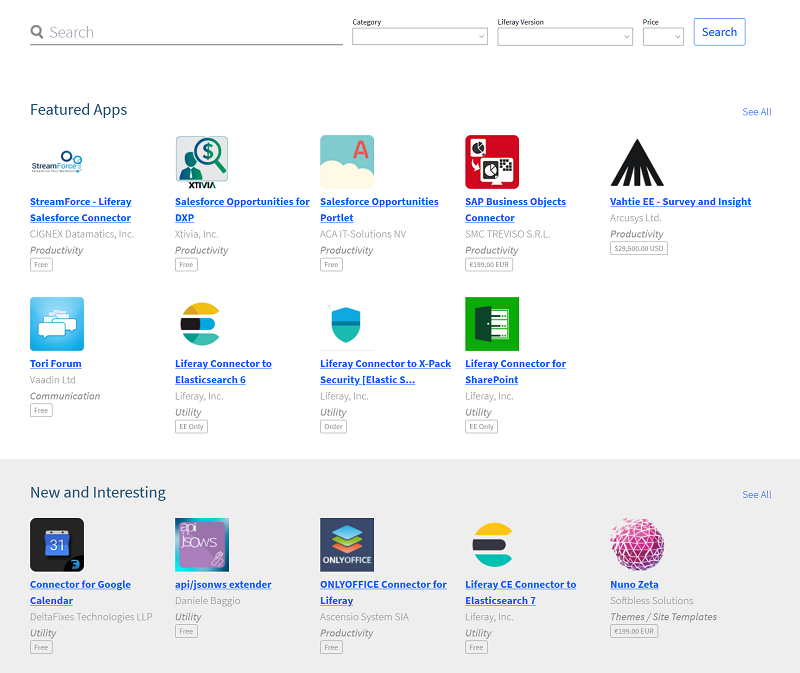 Category
Liferay Version
Price
Search
Search
Featured Apps
See All
StreamForce
XTIVIA
A
StreamForce - Liferay
Salesforce Connector
CIGNEX Datamatics, Inc.
Productivity
Free
Salesforce Opportunities for
DXP
Xtivia, Inc.
Productivity
Free
Salesforce Opportunities
Portlet
ACA IT-Solutions NV
Productivity
Free
SAP Business Objects
Connector
SMC TREVISO S.R.L.
Productivity
€199.00 EUR
Vahtie EE - Survey and Insight
Arcusys Ltd.
Productivity
$29,500.00 USD
Tori Forum
Vaadin Ltd
Communication
Free
Liferay Connector to
Elasticsearch 6
Liferay, Inc.
Utility
EE Only
Liferay Connector to X-Pack
Security [Elastic S...
Liferay, Inc.
Utility
Order
Liferay Connector for
SharePoint
Liferay, Inc.
Utility
EE Only
New and Interesting
See All
31
api
jsows
ONLYOFFICE
Connector for Google
Calendar
DeltaFixes Technologies LLP
Utility
Free
api/jsonws extender
Daniele Baggio
Utility
Free
ONLYOFFICE Connector for
Liferay
Ascensio System SIA
Productivity
Free
Liferay CE Connector to
Elasticsearch 7
Liferay, Inc.
Utility
Free
Nuno Zeta
Softbless Solutions
Themes / Site Templates
€199.00 EUR